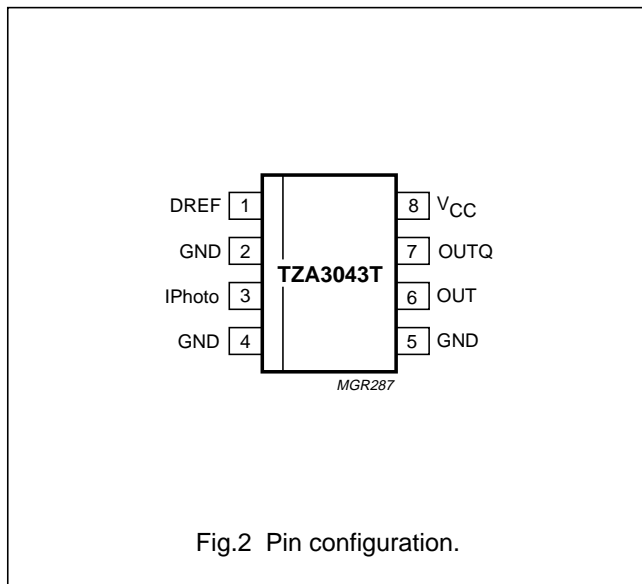 DREF 1 8 VCC
GND 2 7 OUTQ
TZA3043T
IPhoto 3 6 OUT
GND 4 5 GND
MGR287
Fig.2 Pin configuration.